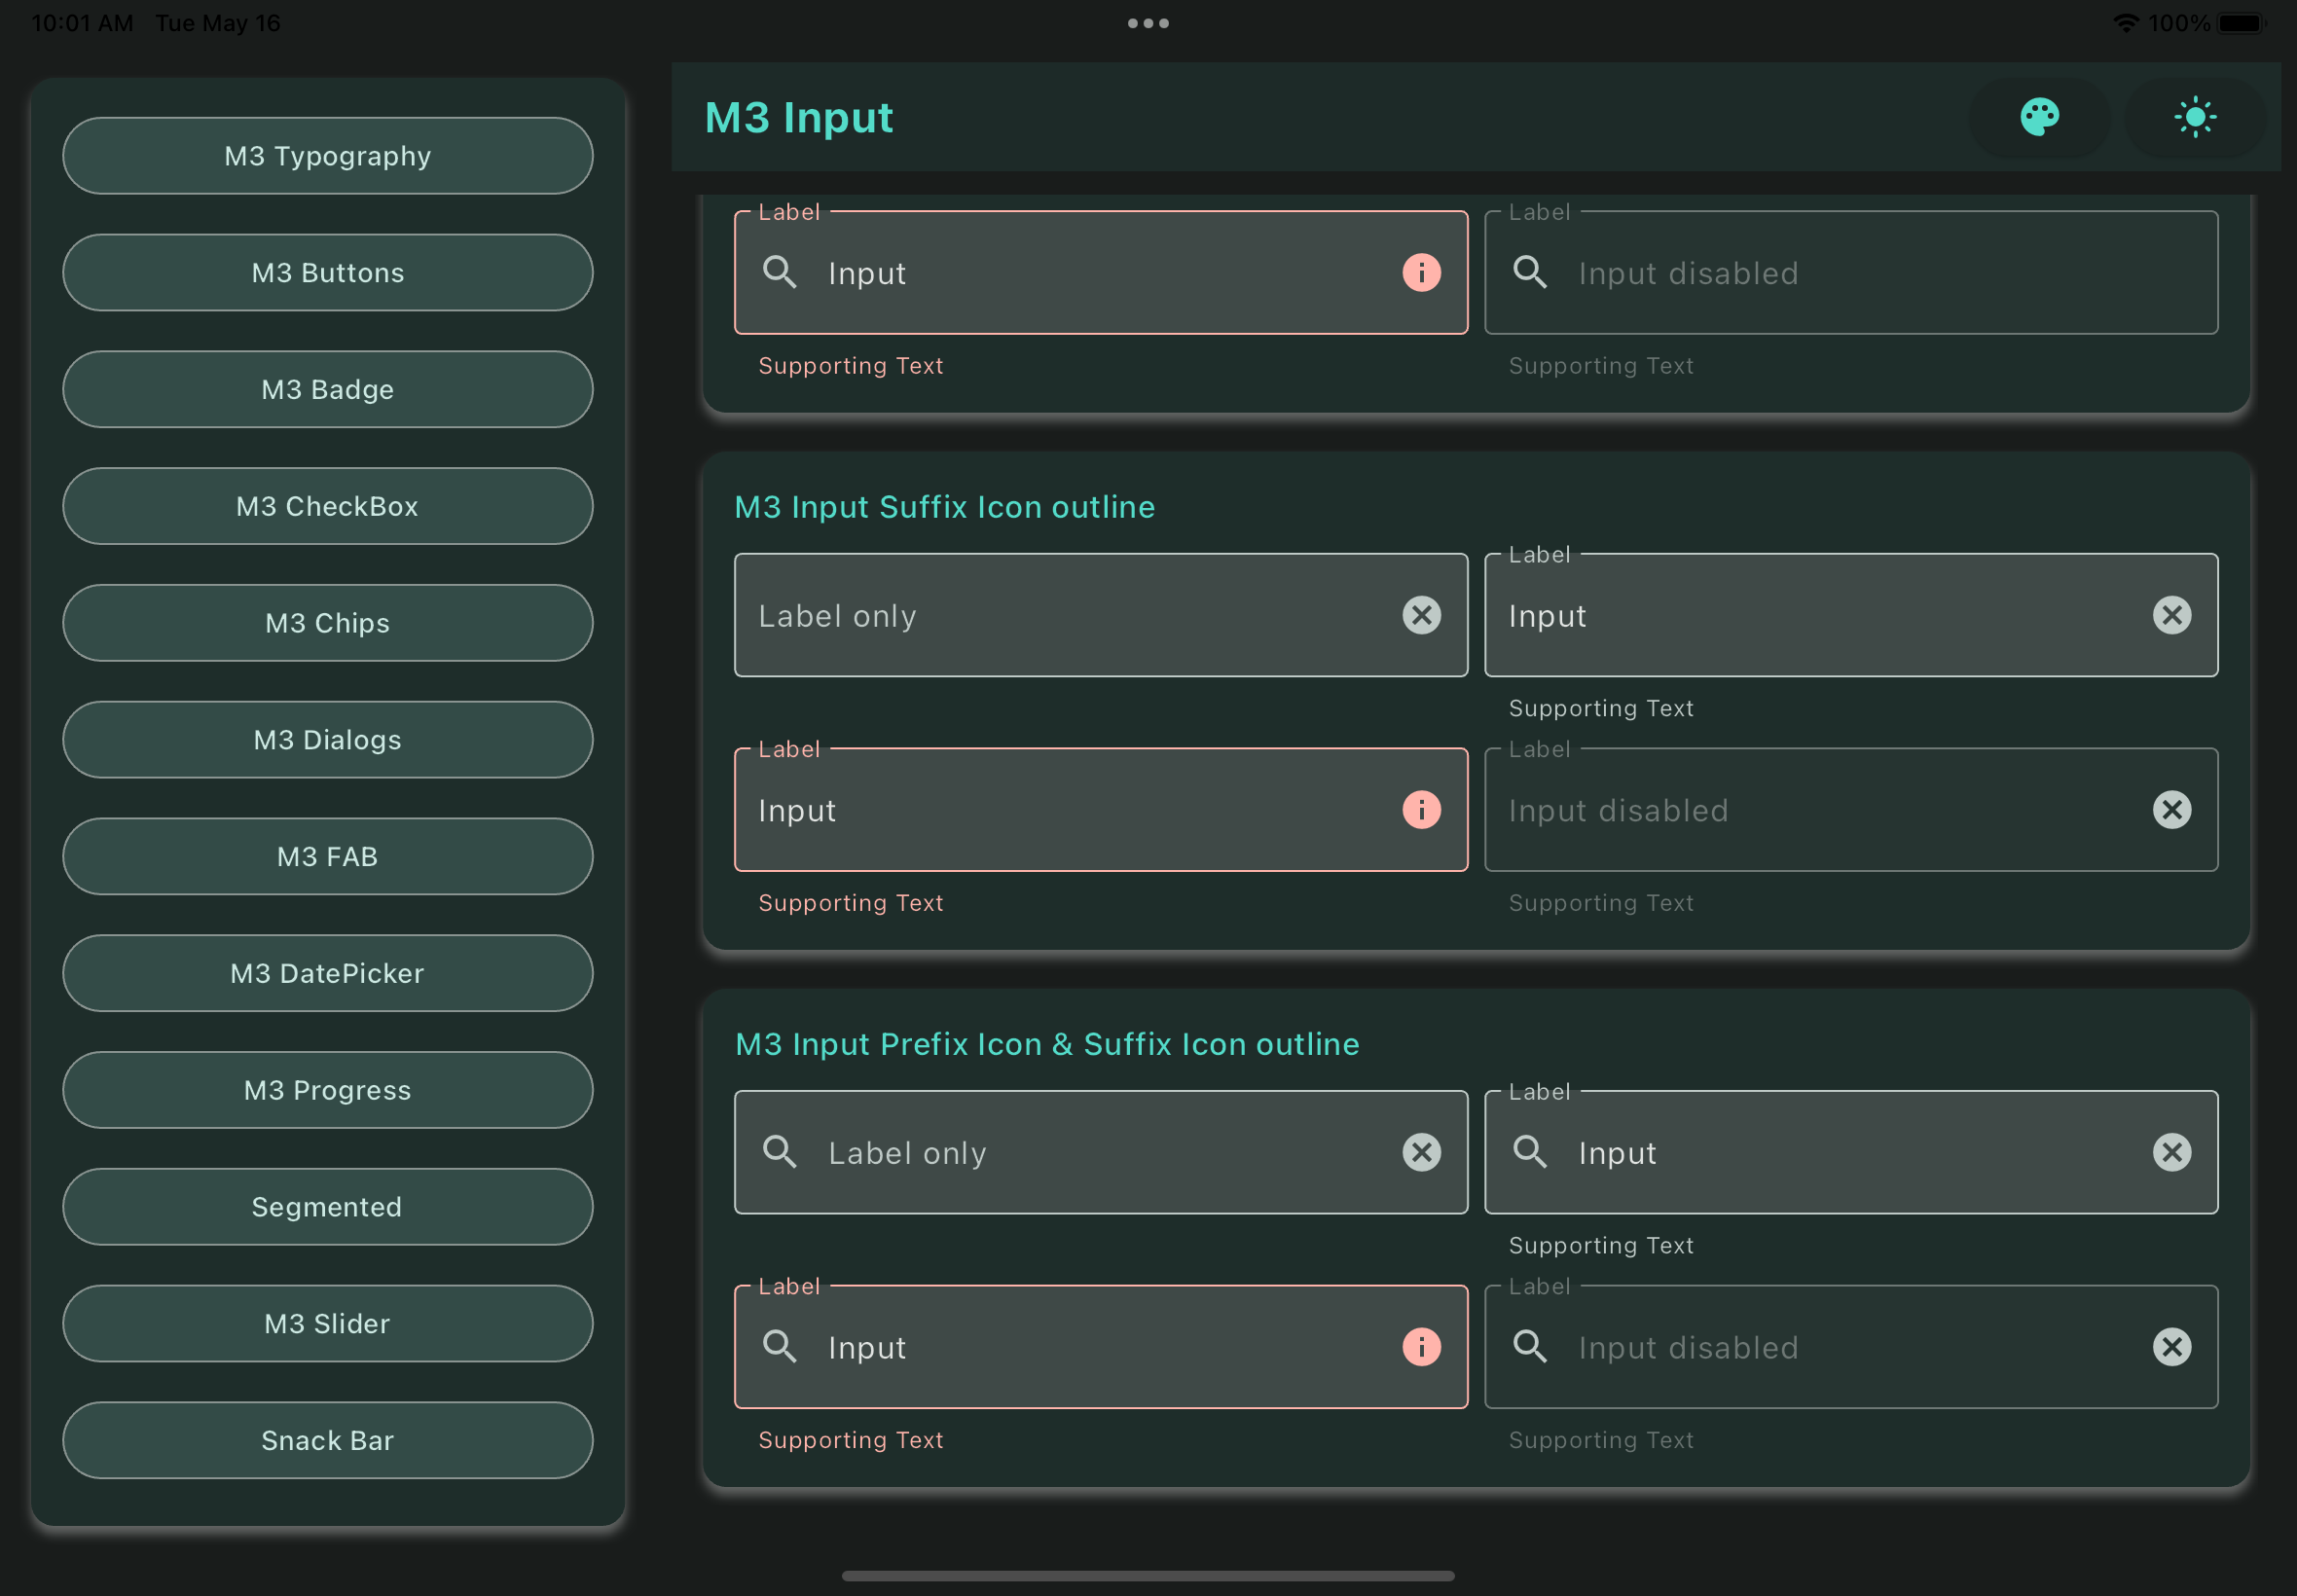 10:01 AM Tue May 16
100%
M3 Typography
M3 Buttons
M3 Badge
M3 CheckBox
M3 Chips
M3 Dialogs
M3 FAB
M3 DatePicker
M3 Progress
Segmented
M3 Slider
Snack Bar
M3 Input
Label
Input
Supporting Text
Label
Input disabled
Supporting Text
M3 Input Suffix Icon outline
Label only
Label
Input
Supporting Text
Label
Input
Supporting Text
Label
Input disabled
Supporting Text
M3 Input Prefix Icon & Suffix Icon outline
Label only
Label
Input
Supporting Text
Label
Input
Supporting Text
Label
Input disabled
Supporting Text